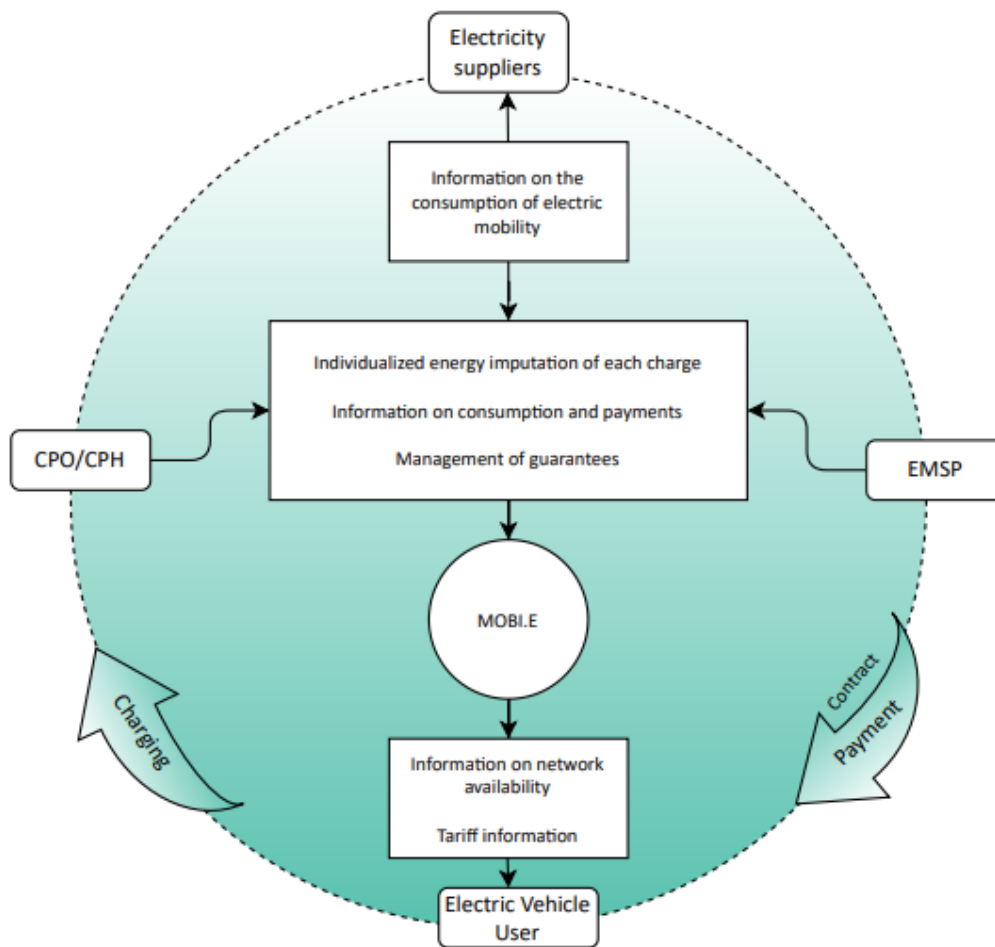 Electricity
suppliers
Information on the
consumption of electric
mobility
Individualized energy imputation of each charge
Information on consumption and payments
Management of guarantees
CPO/CPH
EMSP
MOBI.E
Charging
Contract
Payment
Information on network
availability
Tariff information
Electric Vehicle
User